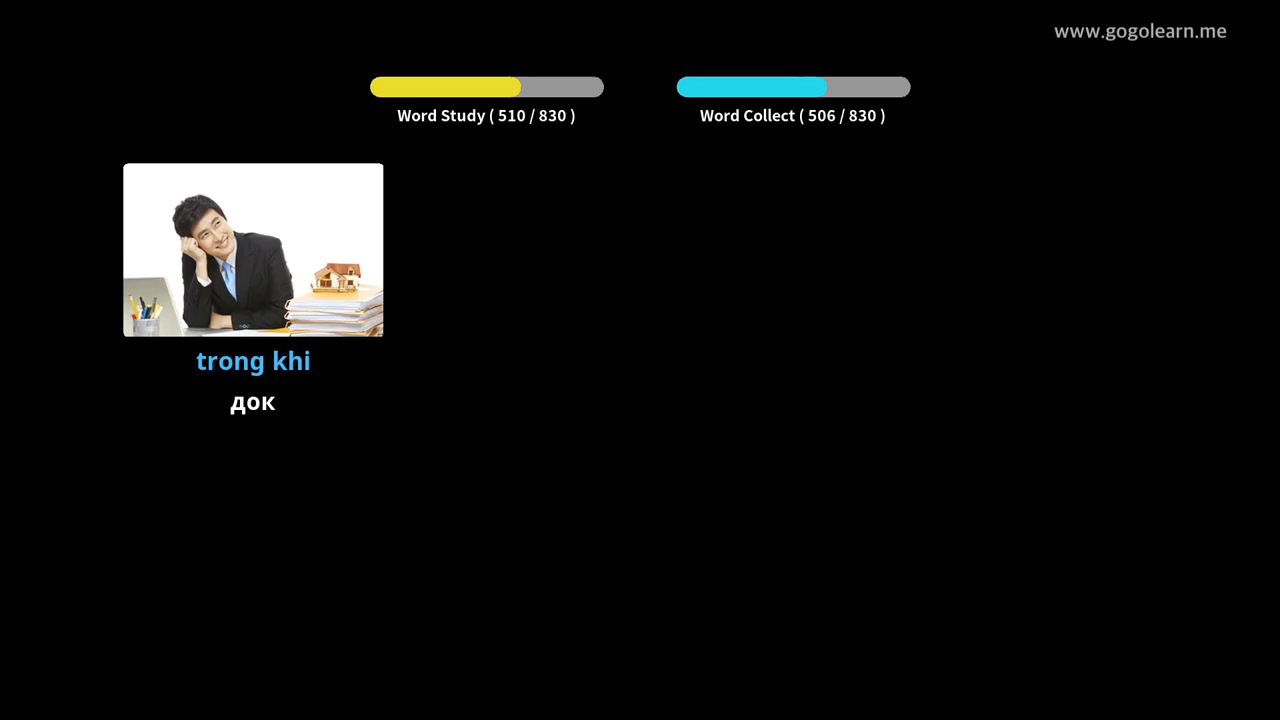 www.gogolearn.me
Word Study ( 510 / 830 )
Word Collect ( 506 / 830 )
trong khi
док